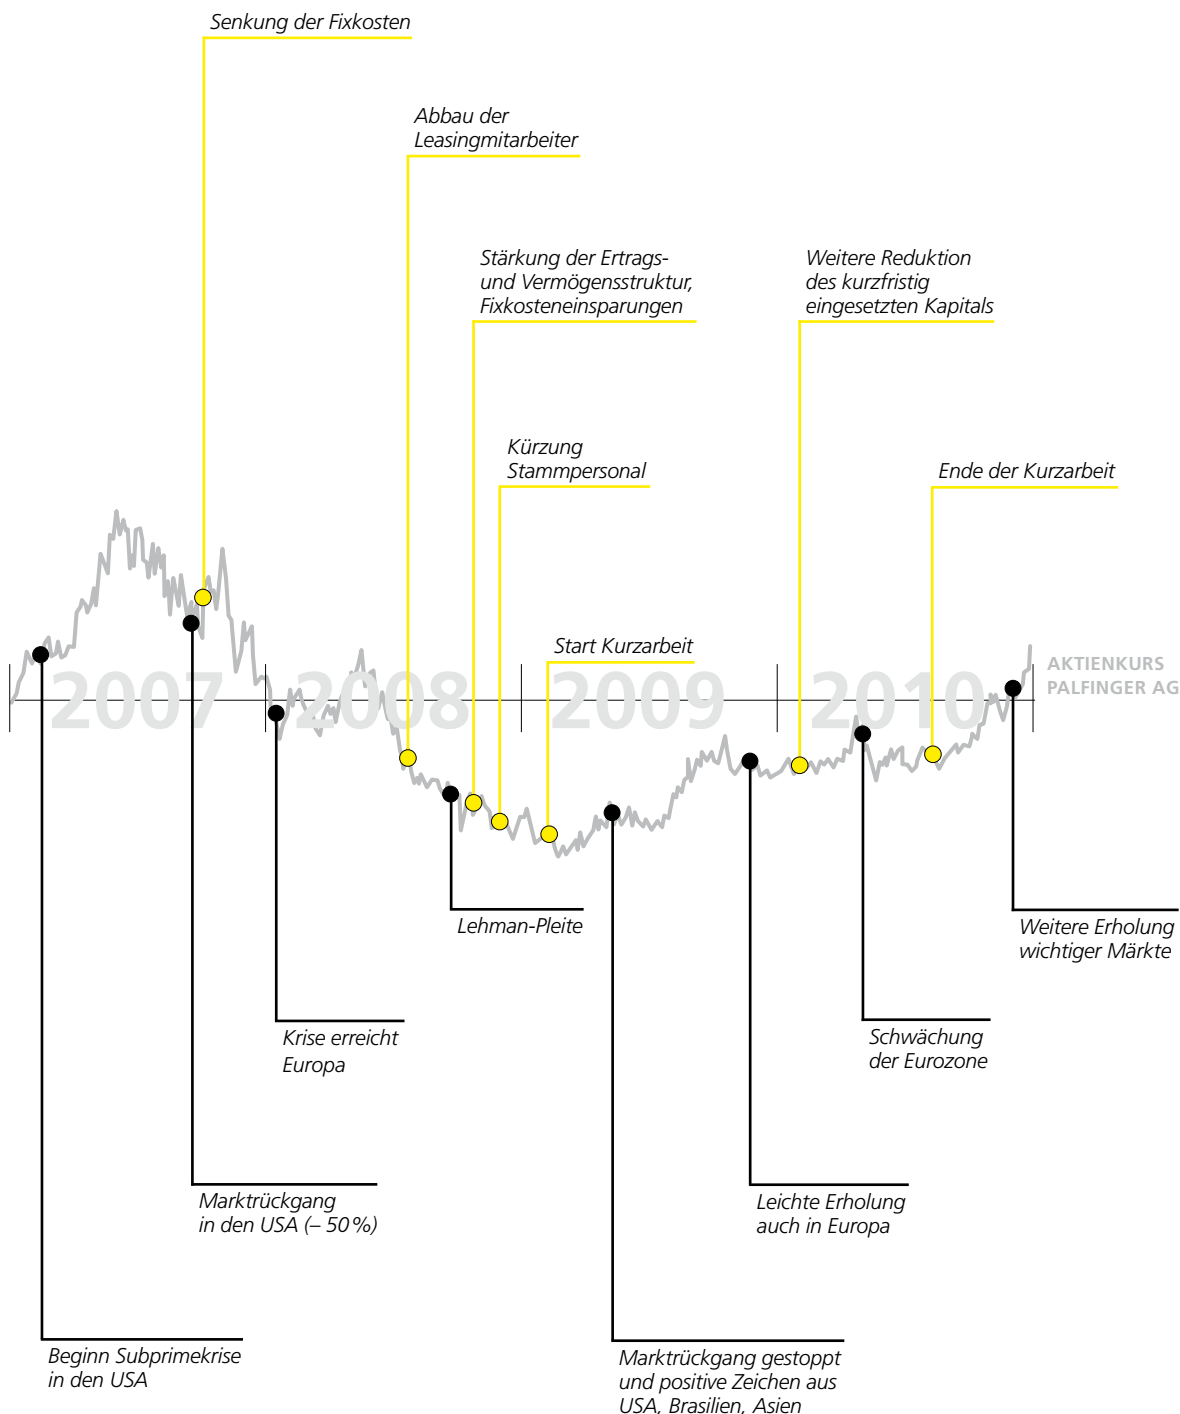 Senkung der Fixkosten
Abbau der
Leasingmitarbeiter
Stärkung der Ertrags-
und Vermögensstruktur,
Fixkosteneinsparungen
Weitere Reduktion
des kurzfristig
eingesetzten Kapitals
Kürzung
Stammpersonal
Ende der Kurzarbeit
Start Kurzarbeit
2007
2008
2009
2010
AKTIENKURS
PALFINGER AG
Lehman-Pleite
Weitere Erholung
wichtiger Märkte
Krise erreicht
Europa
Schwächung
der Eurozone
Marktrückgang
in den USA (– 50 %)
Leichte Erholung
auch in Europa
Beginn Subprimekrise
in den USA
Marktrückgang gestoppt
und positive Zeichen aus
USA, Brasilien, Asien